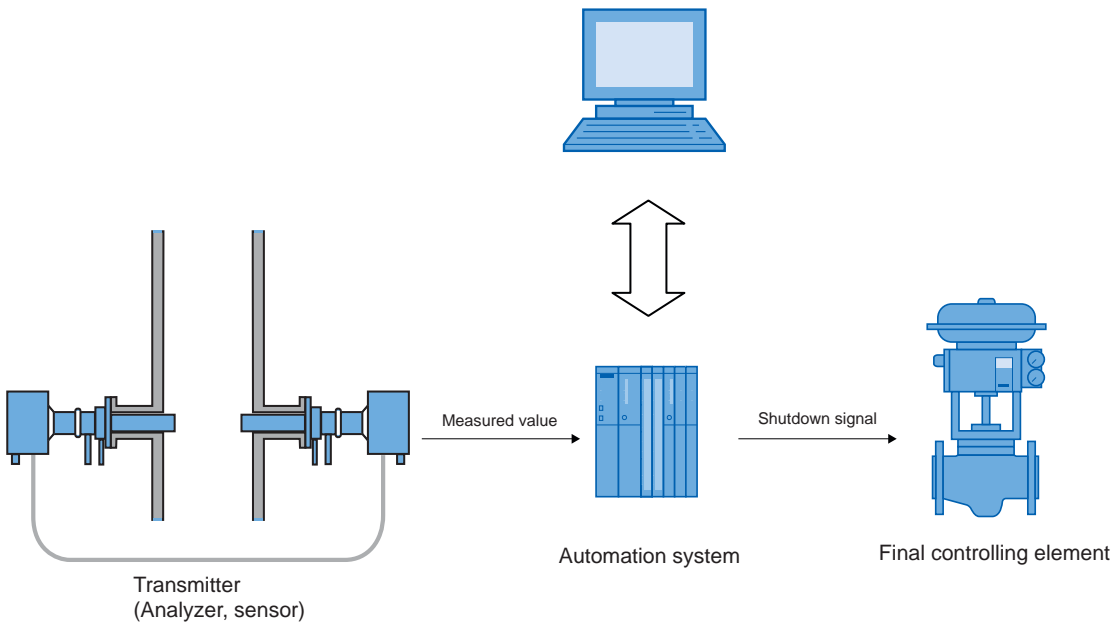 Measured value
Shutdown signal
Automation system
Final controlling element
Transmitter
(Analyzer, sensor)